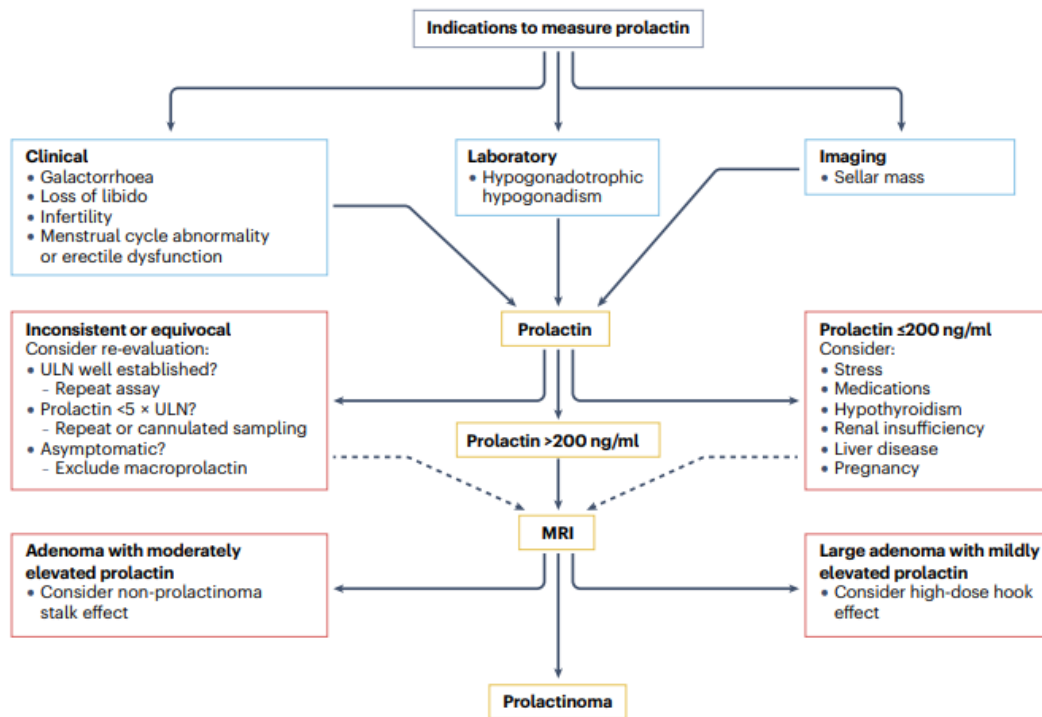 Indications to measure prolactin
Clinical
• Galactorrhoea
• Loss of libido
• Infertility
• Menstrual cycle abnormality
or erectile dysfunction
Laboratory
• Hypogonadotrophic
hypogonadism
Imaging
• Sellar mass
Inconsistent or equivocal
Consider re-evaluation:
• ULN well established?
– Repeat assay
• Prolactin <5 × ULN?
– Repeat or cannulated sampling
• Asymptomatic?
– Exclude macroprolactin
Prolactin
Prolactin ≤200 ng/ml
Consider:
• Stress
• Medications
• Hypothyroidism
• Renal insufficiency
• Liver disease
• Pregnancy
Prolactin >200 ng/ml
MRI
Adenoma with moderately
elevated prolactin
• Consider non-prolactinoma
stalk effect
Large adenoma with mildly
elevated prolactin
• Consider high-dose hook
effect
Prolactinoma